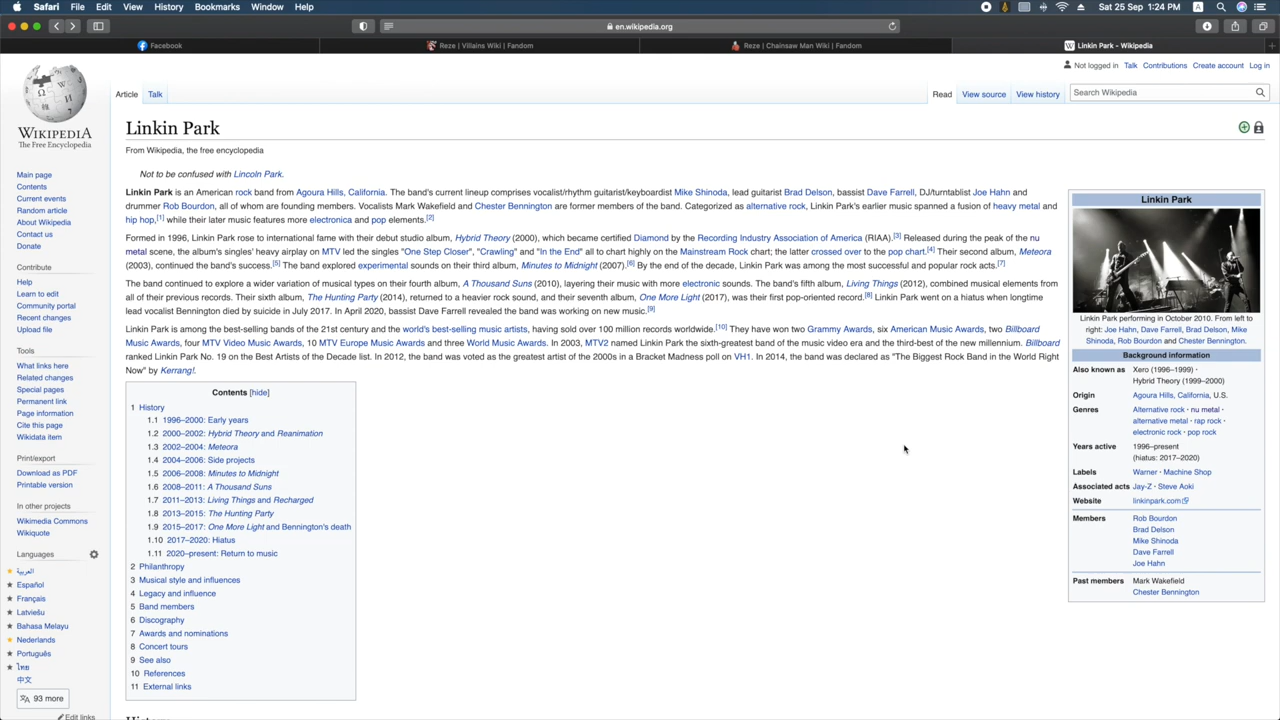 Safari File Edit View History Bookmarks Window Help
Sat 25 Sep 1:24 PM
en.wikipedia.org
Facebook
Reze | Villains Wiki | Fandom
Reze | Chainsaw Man Wiki | Fandom
Linkin Park - Wikipedia
Not logged in Talk Contributions Create account Log in
Article Talk
Read View source View history
Search Wikipedia
WIKIPEDIA
The Free Encyclopedia
Main page
Contents
Current events
Random article
About Wikipedia
Contact us
Donate
Contribute
Help
Learn to edit
Community portal
Recent changes
Upload file
Tools
What links here
Related changes
Special pages
Permanent link
Page information
Cite this page
Wikidata item
Print/export
Download as PDF
Printable version
In other projects
Wikimedia Commons
Wikiquote
Languages
العربية
Español
Français
Latviešu
Bahasa Melayu
Nederlands
Português
ไทย
中文
93 more
Edit links
Linkin Park
From Wikipedia, the free encyclopedia
Not to be confused with Lincoln Park.
Linkin Park is an American rock band from Agoura Hills, California. The band's current lineup comprises vocalist/rhythm guitarist/keyboardist Mike Shinoda, lead guitarist Brad Delson, bassist Dave Farrell, DJ/turntablist Joe Hahn and
drummer Rob Bourdon, all of whom are founding members. Vocalists Mark Wakefield and Chester Bennington are former members of the band. Categorized as alternative rock, Linkin Park's earlier music spanned a fusion of heavy metal and
hip hop,[1] while their later music features more electronica and pop elements.[2]
Formed in 1996, Linkin Park rose to international fame with their debut studio album, Hybrid Theory (2000), which became certified Diamond by the Recording Industry Association of America (RIAA).[3] Released during the peak of the nu
metal scene, the album's singles' heavy airplay on MTV led the singles "One Step Closer", "Crawling" and "In the End" all to chart highly on the Mainstream Rock chart; the latter crossed over to the pop chart.[4] Their second album, Meteora
(2003), continued the band's success.[5] The band explored experimental sounds on their third album, Minutes to Midnight (2007).[6] By the end of the decade, Linkin Park was among the most successful and popular rock acts.[7]
The band continued to explore a wider variation of musical types on their fourth album, A Thousand Suns (2010), layering their music with more electronic sounds. The band's fifth album, Living Things (2012), combined musical elements from
all of their previous records. Their sixth album, The Hunting Party (2014), returned to a heavier rock sound, and their seventh album, One More Light (2017), was their first pop-oriented record.[8] Linkin Park went on a hiatus when longtime
lead vocalist Bennington died by suicide in July 2017. In April 2020, bassist Dave Farrell revealed the band was working on new music.[9]
Linkin Park is among the best-selling bands of the 21st century and the world's best-selling music artists, having sold over 100 million records worldwide.[10] They have won two Grammy Awards, six American Music Awards, two Billboard
Music Awards, four MTV Video Music Awards, 10 MTV Europe Music Awards and three World Music Awards. In 2003, MTV2 named Linkin Park the sixth-greatest band of the music video era and the third-best of the new millennium. Billboard
ranked Linkin Park No. 19 on the Best Artists of the Decade list. In 2012, the band was voted as the greatest artist of the 2000s in a Bracket Madness poll on VH1. In 2014, the band was declared as "The Biggest Rock Band in the World Right
Now" by Kerrang!.
Contents [hide]
1 History
1.1 1996–2000: Early years
1.2 2000–2002: Hybrid Theory and Reanimation
1.3 2002–2004: Meteora
1.4 2004–2006: Side projects
1.5 2006–2008: Minutes to Midnight
1.6 2008–2011: A Thousand Suns
1.7 2011–2013: Living Things and Recharged
1.8 2013–2015: The Hunting Party
1.9 2015–2017: One More Light and Bennington's death
1.10 2017–2020: Hiatus
1.11 2020–present: Return to music
2 Philanthropy
3 Musical style and influences
4 Legacy and influence
5 Band members
6 Discography
7 Awards and nominations
8 Concert tours
9 See also
10 References
11 External links
History
Linkin Park
Linkin Park performing in October 2010. From left to
right: Joe Hahn, Dave Farrell, Brad Delson, Mike
Shinoda, Rob Bourdon and Chester Bennington.
Background information
Also known as Xero (1996–1999) ·
Hybrid Theory (1999–2000)
Origin Agoura Hills, California, U.S.
Genres Alternative rock · nu metal ·
alternative metal · rap rock ·
electronic rock · pop rock
Years active 1996–present
(hiatus: 2017–2020)
Labels Warner · Machine Shop
Associated acts Jay-Z · Steve Aoki
Website linkinpark.com
Members Rob Bourdon
Brad Delson
Mike Shinoda
Dave Farrell
Joe Hahn
Past members Mark Wakefield
Chester Bennington